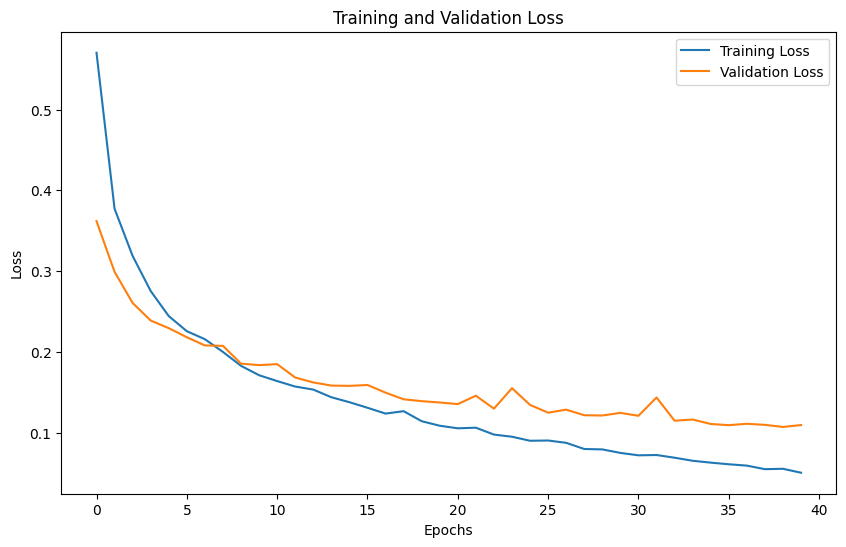 Training and Validation Loss
Training Loss
Validation Loss
Loss
0.5
0.4
0.3
0.2
0.1
0 5 10 15 20 25 30 35 40
Epochs